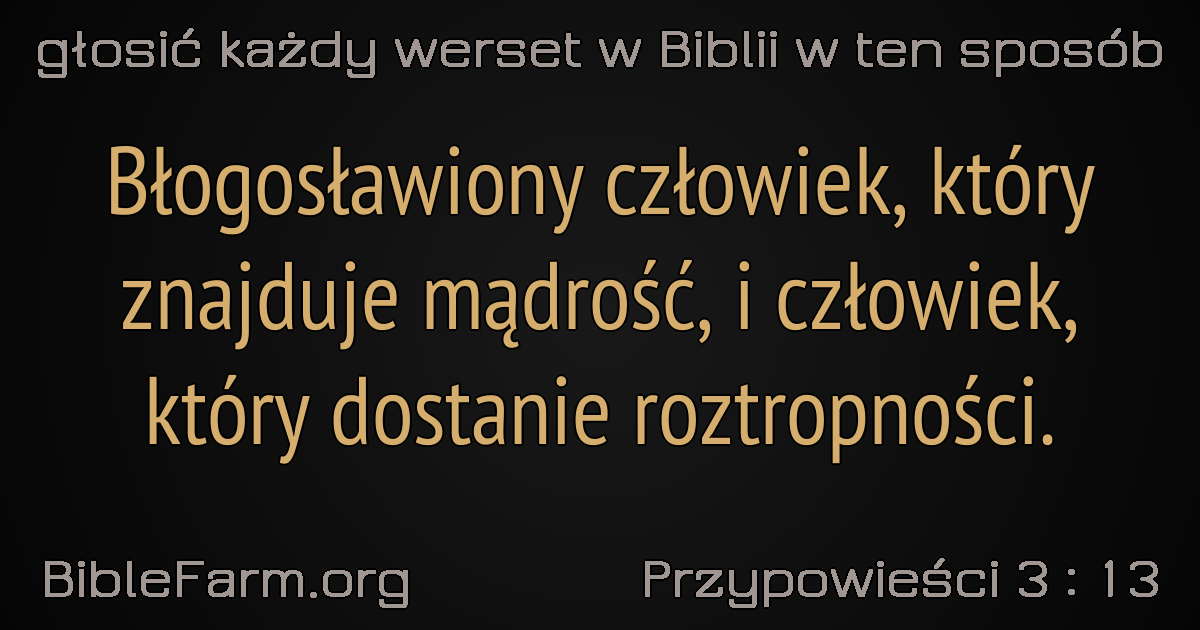 głosić każdy werset w Biblii w ten sposób
Błogosławiony człowiek, który
znajduje mądrość, i człowiek,
który dostanie roztropności.
BibleFarm.org
Przypowieści 3 : 13